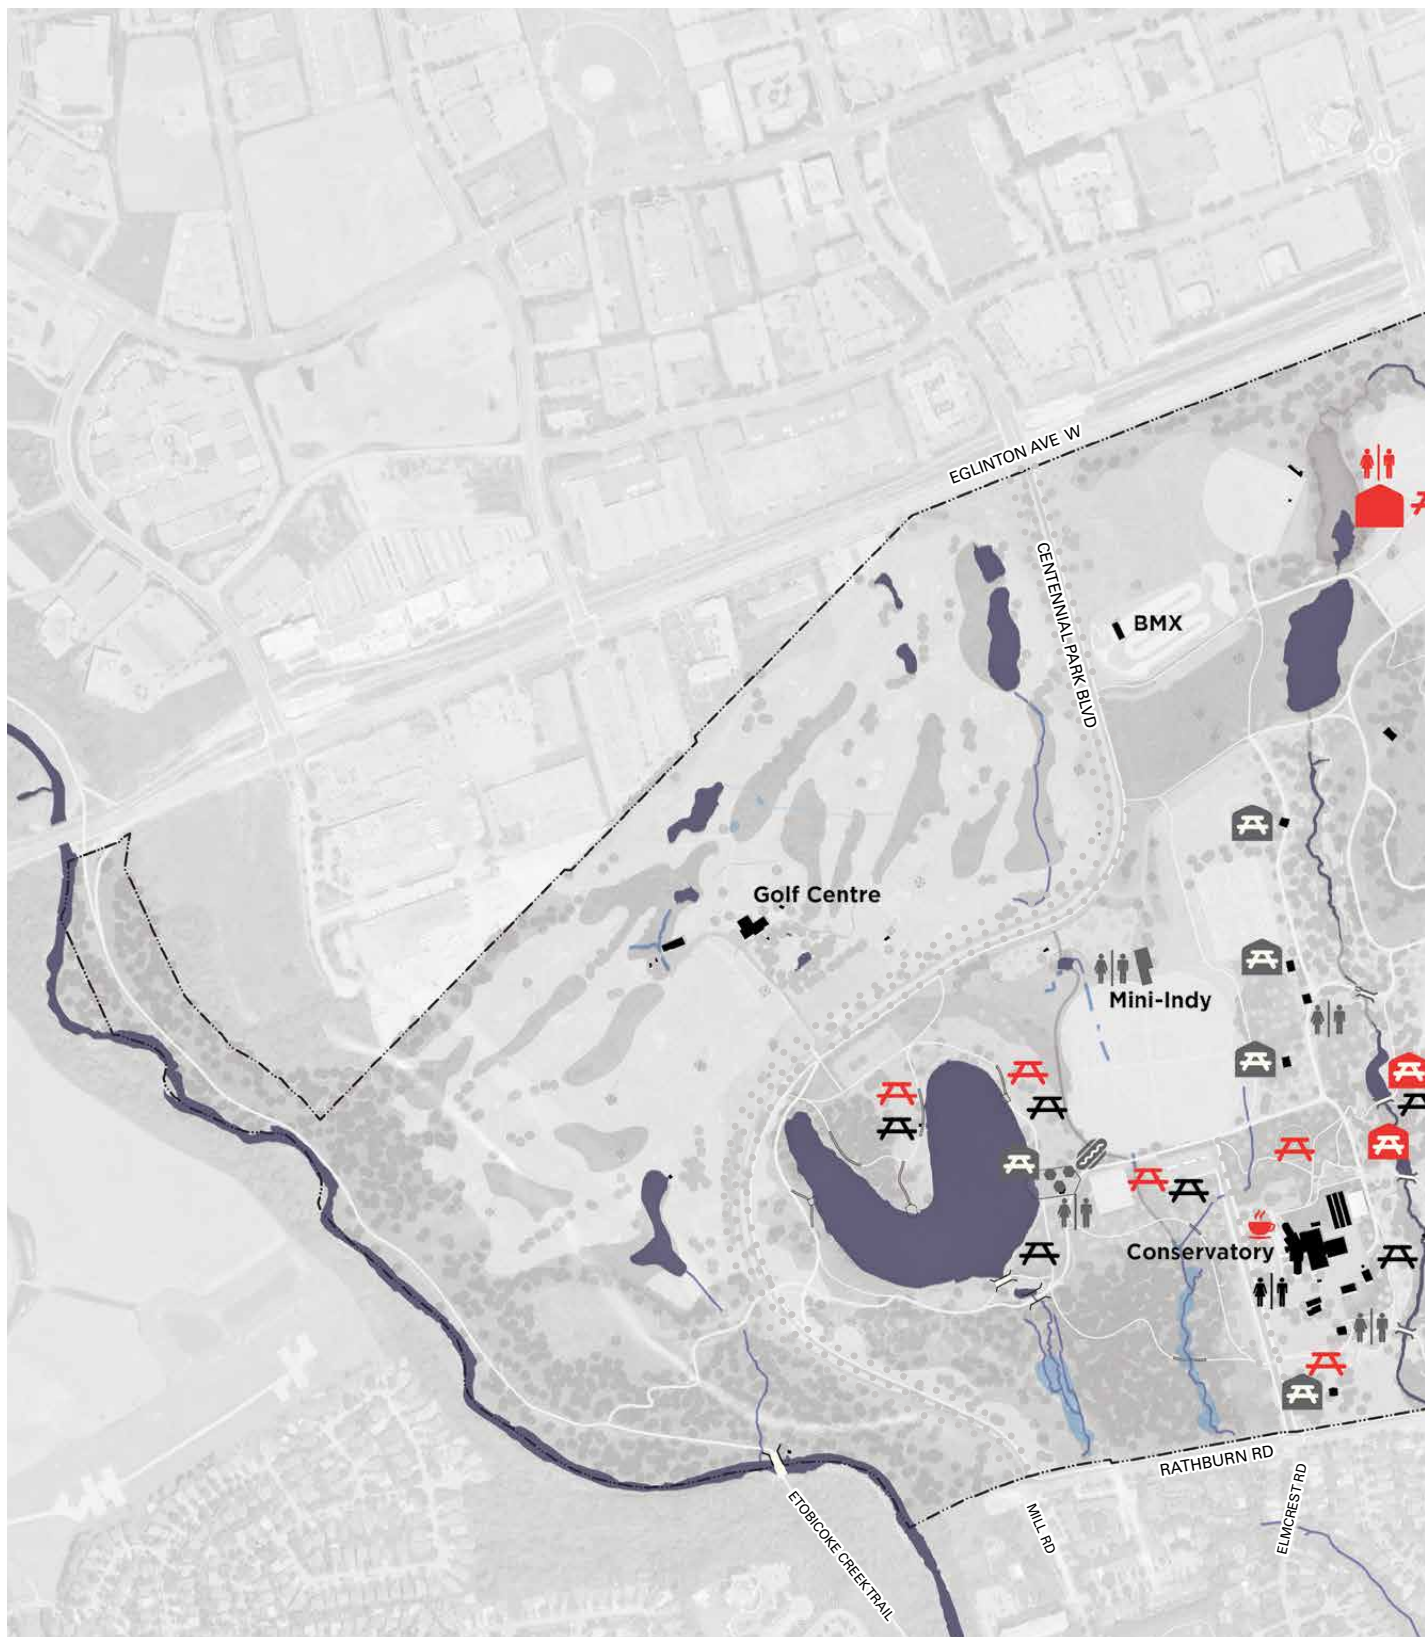 EGLINTON AVE W
CENTENNIAL PARK BLVD
BMX
Golf Centre
Mini-Indy
Conservatory
RATHBURN RD
ETOBICOKE CREEK TRAIL
MILL RD
ELMCREST RD